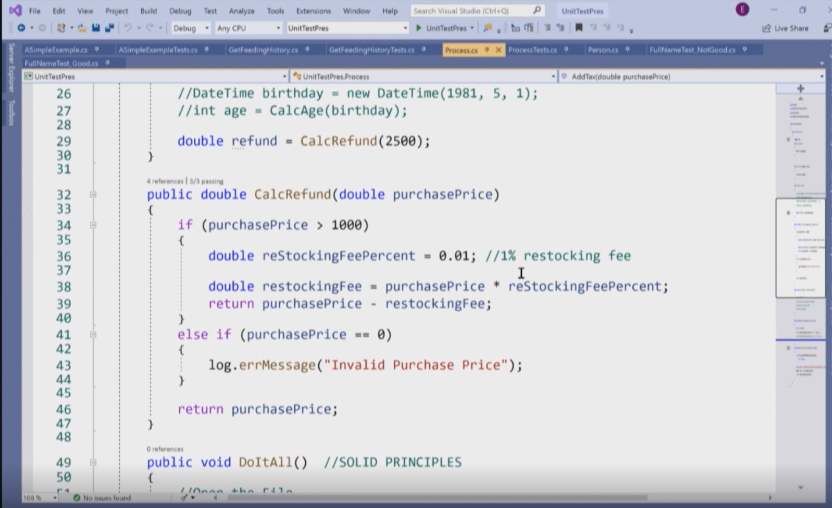 File Edit View Project Build Debug Test Analyze Tools Extensions Window Help Search Visual Studio (Ctrl+Q) UnitTestPres E
Debug Any CPU UnitTestPres UnitTestPres Live Share
ASimpleExample.cs ASimpleExampleTests.cs GetFeedingHistory.cs GetFeedingHistoryTests.cs Process.cs ProcessTests.cs Person.cs FullNameTest_NotGood.cs
FullNameTest_Good.cs
UnitTestPres UnitTestPres.Process AddTax(double purchasePrice)
Server Explorer Toolbox
26 //DateTime birthday = new DateTime(1981, 5, 1);
27 //int age = CalcAge(birthday);
28
29 double refund = CalcRefund(2500);
30 }
31
4 references | 3/3 passing
32 public double CalcRefund(double purchasePrice)
33 {
34 if (purchasePrice > 1000)
35 {
36 double reStockingFeePercent = 0.01; //1% restocking fee
37
38 double restockingFee = purchasePrice * reStockingFeePercent;
39 return purchasePrice - restockingFee;
40 }
41 else if (purchasePrice == 0)
42 {
43 log.errMessage("Invalid Purchase Price");
44 }
45
46 return purchasePrice;
47 }
48
0 references
49 public void DoItAll() //SOLID PRINCIPLES
50 {
108 % No issues found